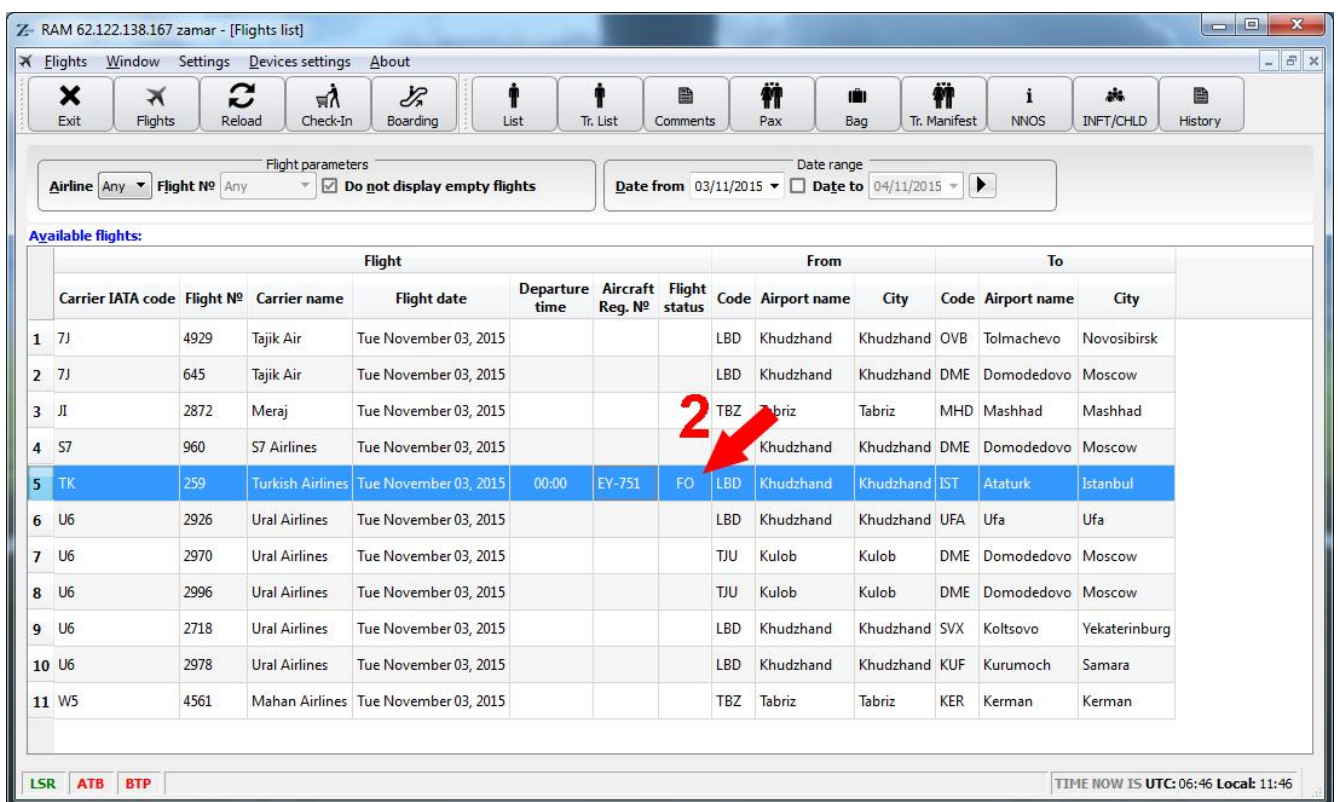 RAM 62.122.138.167 zamar - [Flights list]
Flights Window Settings Devices settings About
Exit Flights Reload Check-In Boarding List Tr. List Comments Pax Bag Tr. Manifest NNOS INFT/CHLD History
Flight parameters Date range
Airline Any Flight Nº Any Do not display empty flights Date from 03/11/2015 Date to 04/11/2015
Available flights:
Flight From To
Carrier IATA code Flight Nº Carrier name Flight date Departure time Aircraft Reg. Nº Flight status Code Airport name City Code Airport name City
1 7J 4929 Tajik Air Tue November 03, 2015 LBD Khudzhand Khudzhand OVB Tolmachevo Novosibirsk
2 7J 645 Tajik Air Tue November 03, 2015 LBD Khudzhand Khudzhand DME Domodedovo Moscow
3 JI 2872 Meraj Tue November 03, 2015 TBZ Tabriz Tabriz MHD Mashhad Mashhad
2
4 S7 960 S7 Airlines Tue November 03, 2015 Khudzhand Khudzhand DME Domodedovo Moscow
5 TK 259 Turkish Airlines Tue November 03, 2015 00:00 EY-751 FO LBD Khudzhand Khudzhand IST Ataturk Istanbul
6 U6 2926 Ural Airlines Tue November 03, 2015 LBD Khudzhand Khudzhand UFA Ufa Ufa
7 U6 2970 Ural Airlines Tue November 03, 2015 TJU Kulob Kulob DME Domodedovo Moscow
8 U6 2996 Ural Airlines Tue November 03, 2015 TJU Kulob Kulob DME Domodedovo Moscow
9 U6 2718 Ural Airlines Tue November 03, 2015 LBD Khudzhand Khudzhand SVX Koltsovo Yekaterinburg
10 U6 2978 Ural Airlines Tue November 03, 2015 LBD Khudzhand Khudzhand KUF Kurumoch Samara
11 W5 4561 Mahan Airlines Tue November 03, 2015 TBZ Tabriz Tabriz KER Kerman Kerman
LSR ATB BTP TIME NOW IS UTC: 06:46 Local: 11:46